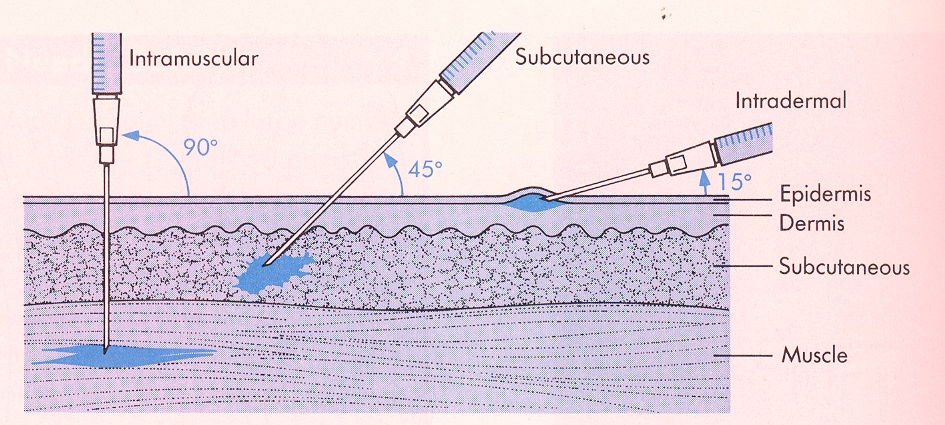 Intramuscular
Subcutaneous
Intradermal
90°
45°
15°
Epidermis
Dermis
Subcutaneous
Muscle